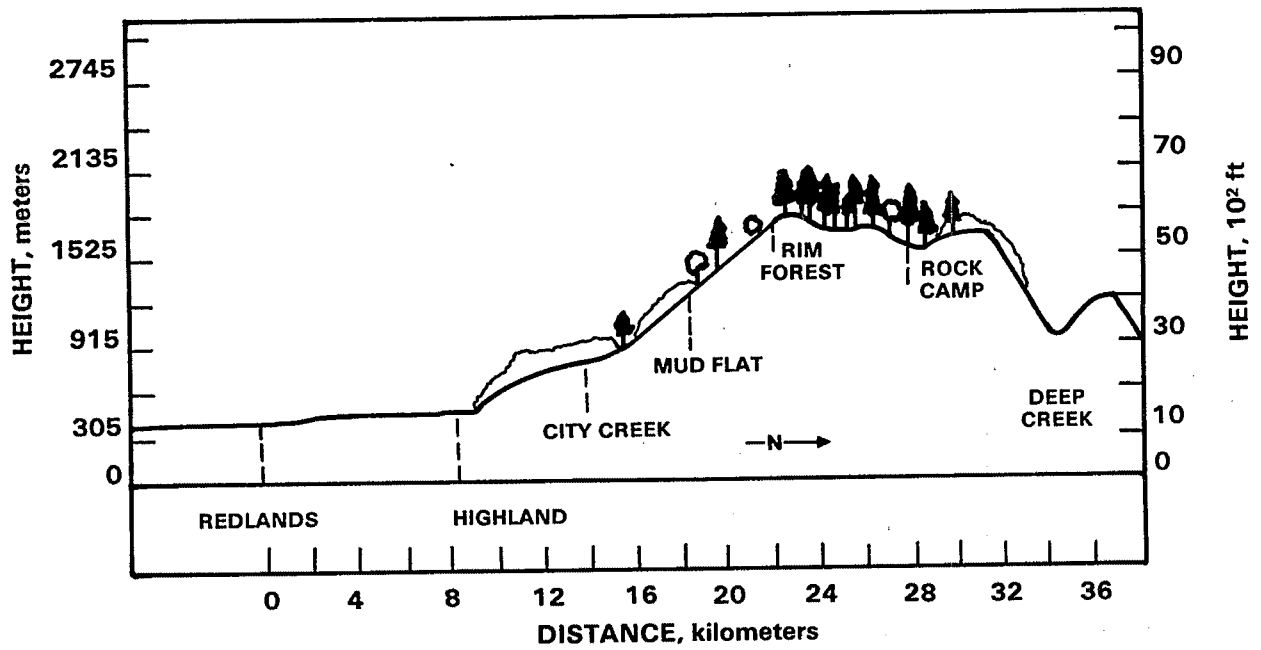 HEIGHT, meters
2745
2135
1525
915
305
0
90
70
50
30
10
0
HEIGHT, 10² ft
RIM
FOREST
ROCK
CAMP
MUD FLAT
CITY CREEK
DEEP
CREEK
N
REDLANDS
HIGHLAND
0 4 8 12 16 20 24 28 32 36
DISTANCE, kilometers